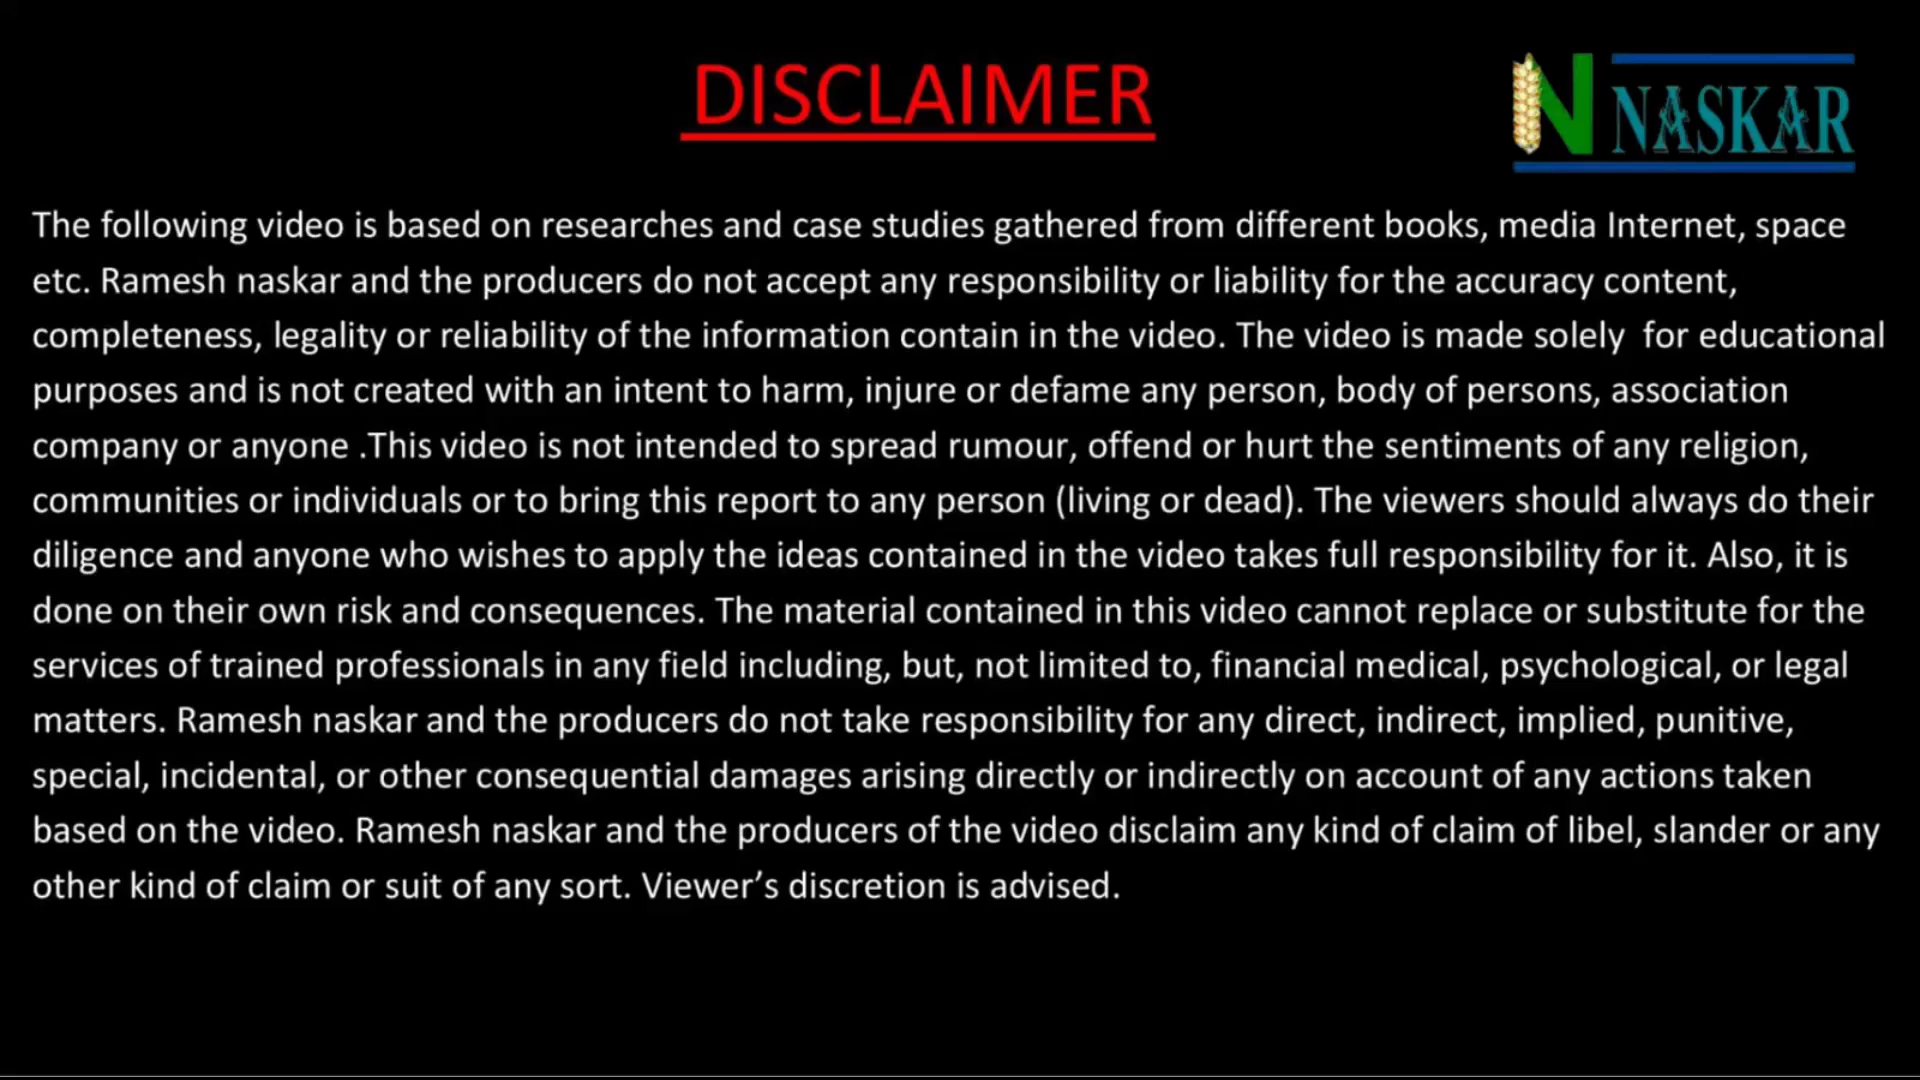 DISCLAIMER
N NASKAR
The following video is based on researches and case studies gathered from different books, media Internet, space
etc. Ramesh naskar and the producers do not accept any responsibility or liability for the accuracy content,
completeness, legality or reliability of the information contain in the video. The video is made solely  for educational
purposes and is not created with an intent to harm, injure or defame any person, body of persons, association
company or anyone .This video is not intended to spread rumour, offend or hurt the sentiments of any religion,
communities or individuals or to bring this report to any person (living or dead). The viewers should always do their
diligence and anyone who wishes to apply the ideas contained in the video takes full responsibility for it. Also, it is
done on their own risk and consequences. The material contained in this video cannot replace or substitute for the
services of trained professionals in any field including, but, not limited to, financial medical, psychological, or legal
matters. Ramesh naskar and the producers do not take responsibility for any direct, indirect, implied, punitive,
special, incidental, or other consequential damages arising directly or indirectly on account of any actions taken
based on the video. Ramesh naskar and the producers of the video disclaim any kind of claim of libel, slander or any
other kind of claim or suit of any sort. Viewer’s discretion is advised.